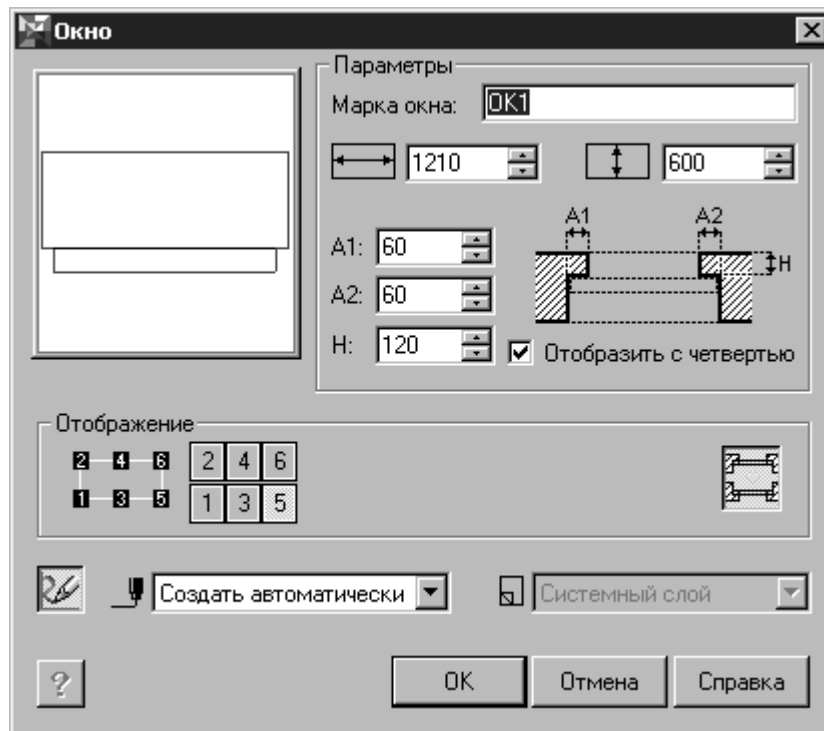 Окно
Параметры
Марка окна: ОК1
1210 600
A1 A2
A1: 60
H
A2: 60
H: 120 Отобразить с четвертью
Отображение
2 4 6 2 4 6
1 3 5 1 3 5
Создать автоматически Системный слой
? OK Отмена Справка